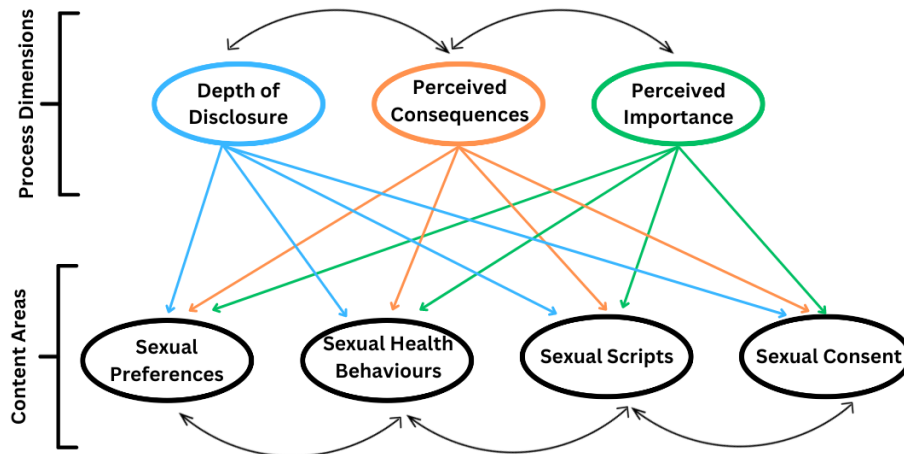 Process Dimensions
Depth of
Disclosure
Perceived
Consequences
Perceived
Importance
Content Areas
Sexual
Preferences
Sexual Health
Behaviours
Sexual Scripts
Sexual Consent